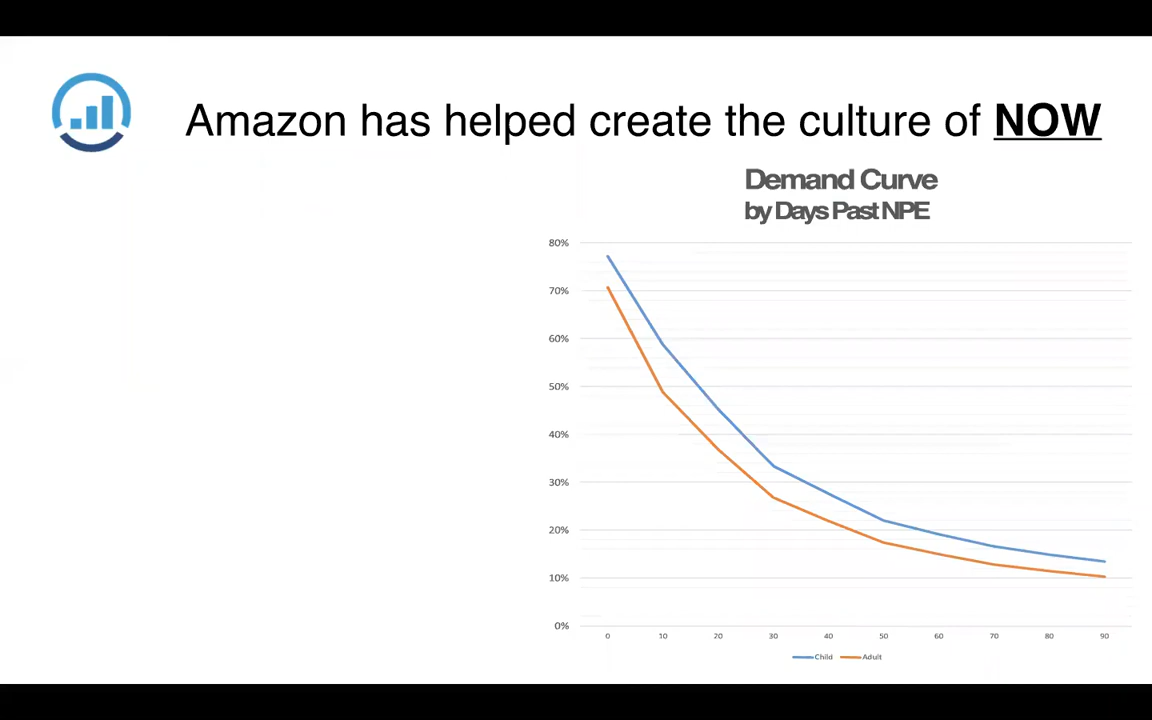 Amazon has helped create the culture of NOW
Demand Curve
by Days Past NPE
80%
70%
60%
50%
40%
30%
20%
10%
0%
0 10 20 30 40 50 60 70 80 90
Child Adult